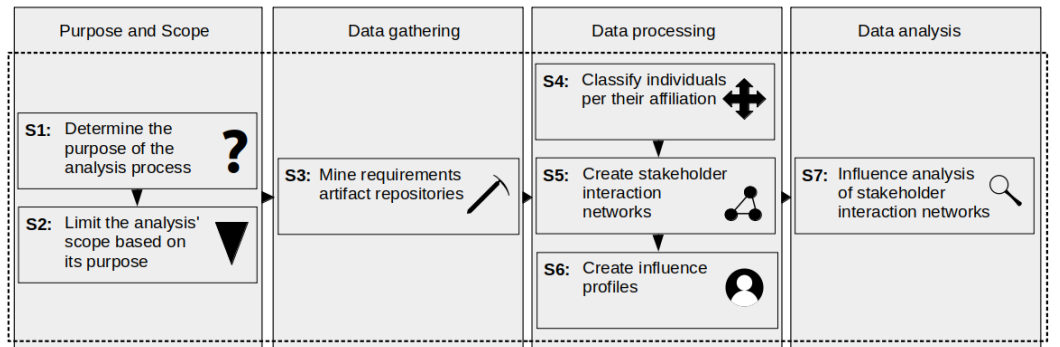 Purpose and Scope
S1: Determine the
purpose of the
analysis process
S2: Limit the analysis'
scope based on
its purpose
Data gathering
S3: Mine requirements
artifact repositories
Data processing
S4: Classify individuals
per their affiliation
S5: Create stakeholder
interaction
networks
S6: Create influence
profiles
Data analysis
S7: Influence analysis
of stakeholder
interaction networks